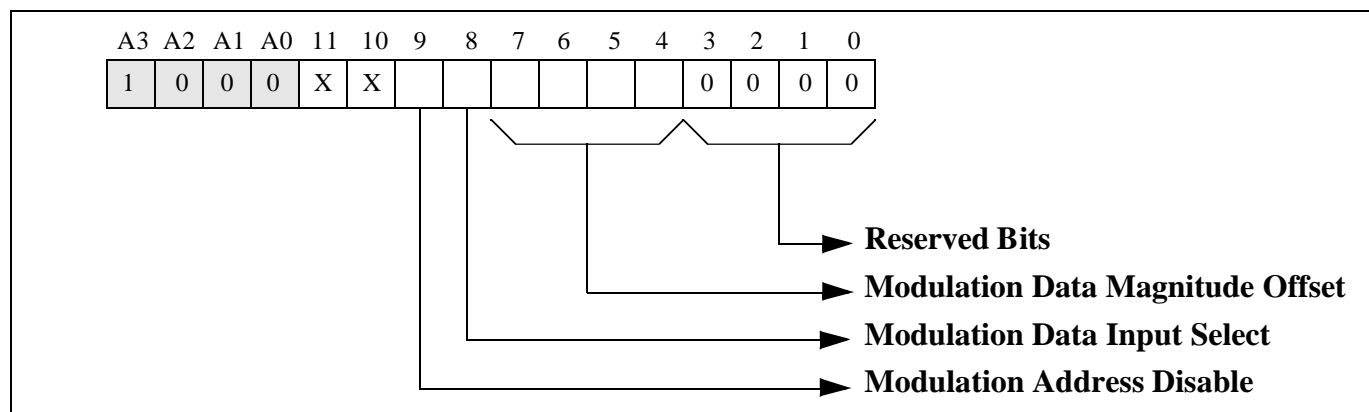 A3 A2 A1 A0 11 10 9 8 7 6 5 4 3 2 1 0
1 0 0 0 X X 0 0 0 0
Reserved Bits
Modulation Data Magnitude Offset
Modulation Data Input Select
Modulation Address Disable